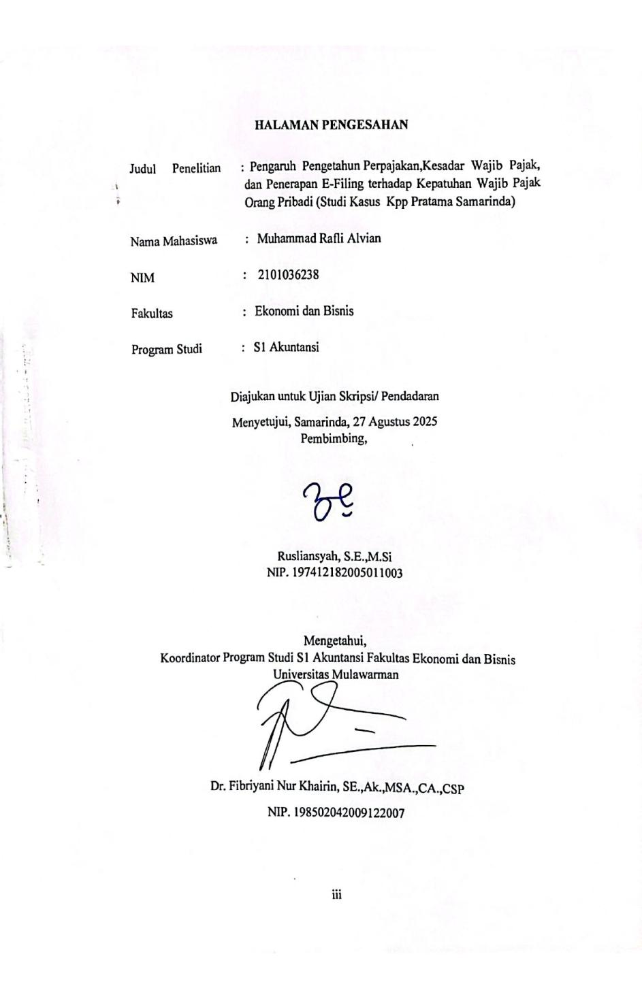 HALAMAN PENGESAHAN
Judul Penelitian : Pengaruh Pengetahun Perpajakan,Kesadar Wajib Pajak,
dan Penerapan E-Filing terhadap Kepatuhan Wajib Pajak
Orang Pribadi (Studi Kasus Kpp Pratama Samarinda)
Nama Mahasiswa : Muhammad Rafli Alvian
NIM : 2101036238
Fakultas : Ekonomi dan Bisnis
Program Studi : S1 Akuntansi
Diajukan untuk Ujian Skripsi/ Pendadaran
Menyetujui, Samarinda, 27 Agustus 2025
Pembimbing,
Rusliansyah, S.E.,M.Si
NIP. 197412182005011003
Mengetahui,
Koordinator Program Studi S1 Akuntansi Fakultas Ekonomi dan Bisnis
Universitas Mulawarman
Dr. Fibriyani Nur Khairin, SE.,Ak.,MSA.,CA.,CSP
NIP. 198502042009122007
iii